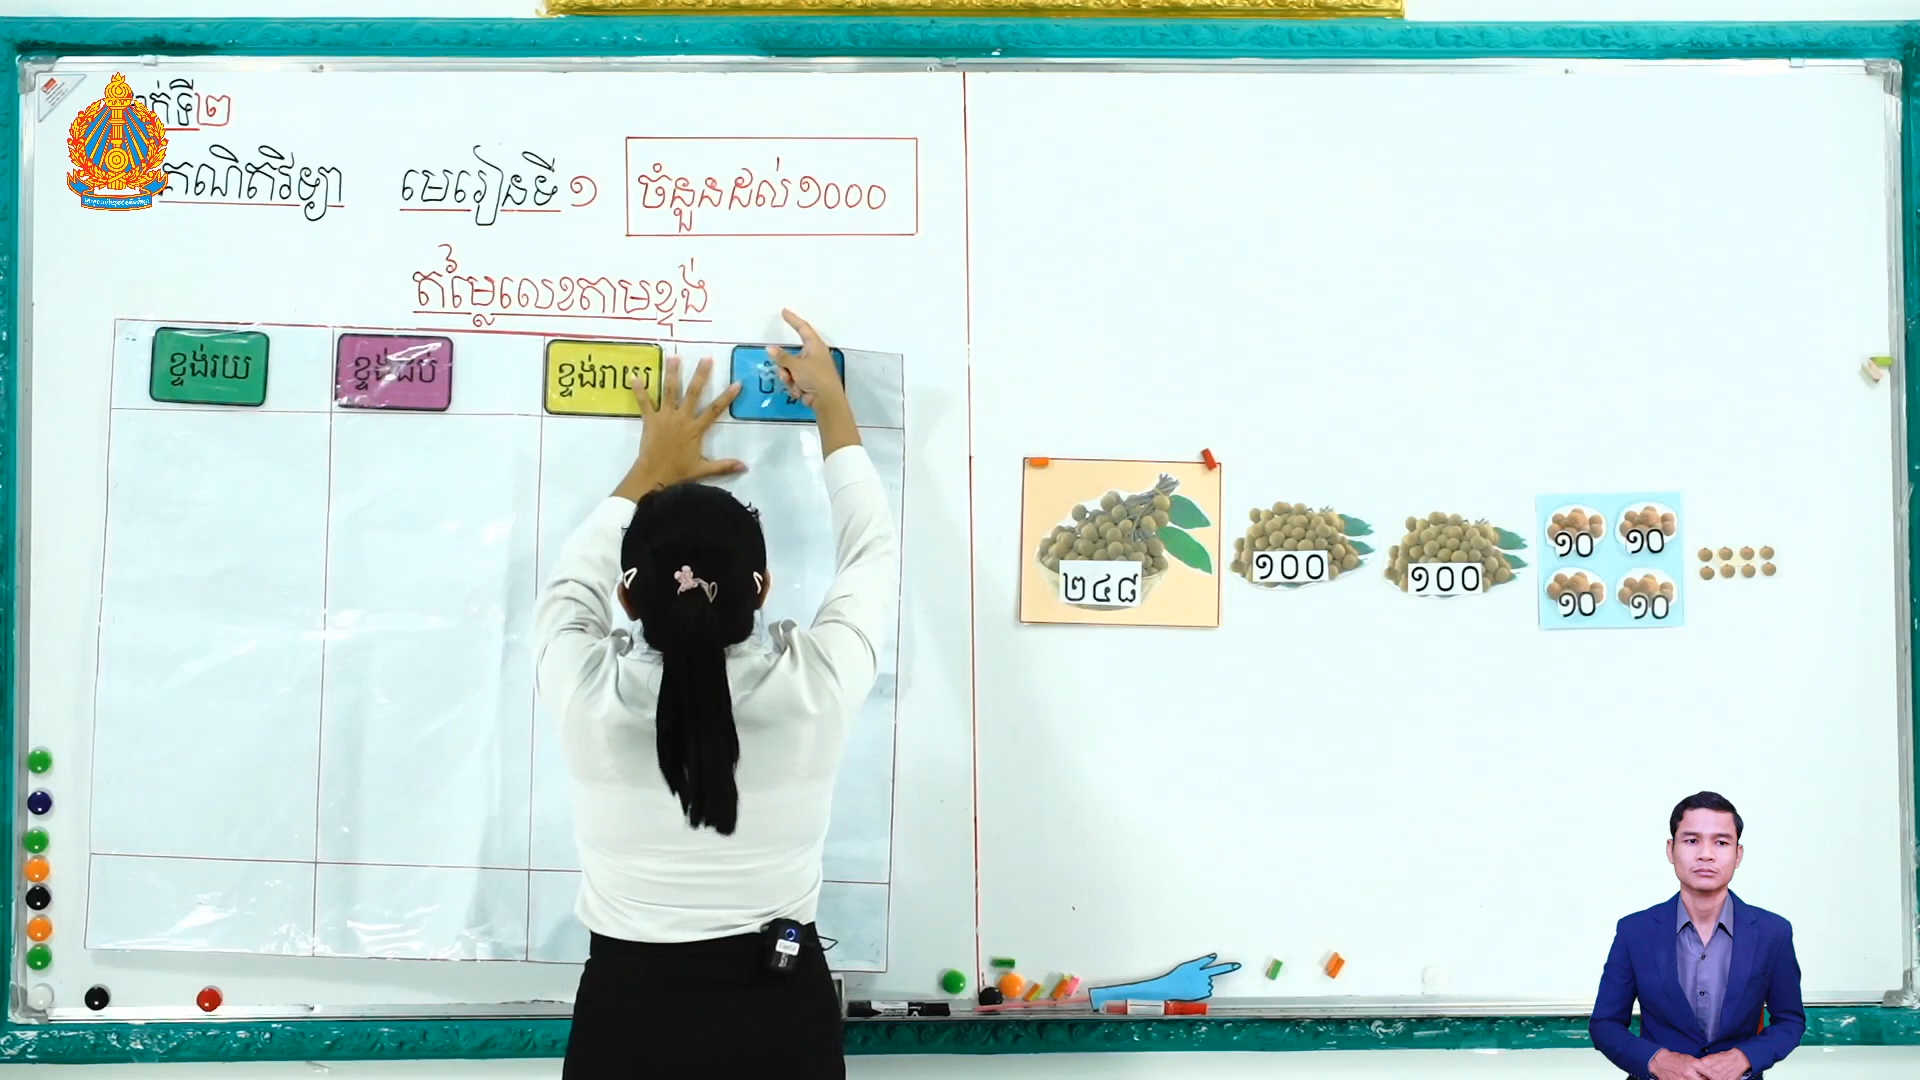 ទី២
គណិតវិទ្យា មេរៀនទី ១ ចំនួនដល់១០០០
តម្លៃលេខតាមខ្ទង់
ខ្ទង់រយ ខ្ទង់ដប់ ខ្ទង់រាយ
២៤៨ ១០០ ១០០ ១០ ១០
១០ ១០